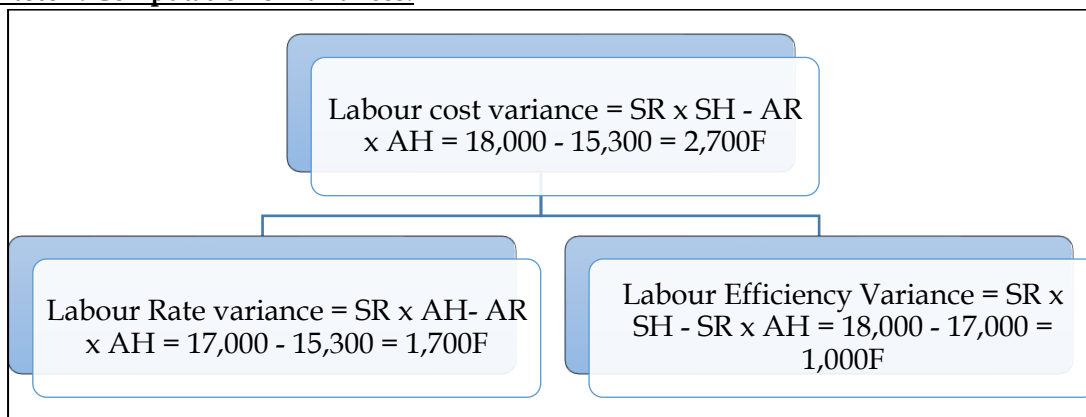 Labour cost variance = SR x SH - AR
x AH = 18,000 - 15,300 = 2,700F
Labour Rate variance = SR x AH- AR
x AH = 17,000 - 15,300 = 1,700F
Labour Efficiency Variance = SR x
SH - SR x AH = 18,000 - 17,000 =
1,000F